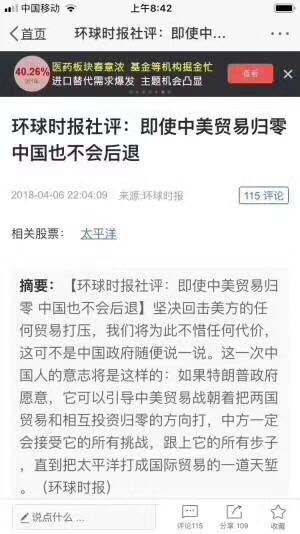 中国移动 上午8:42
首页 环球时报社评：即使中...
40.26% 医药板块春意浓 基金等机构掘金忙
进口替代需求爆发 主题机会凸显
环球时报社评：即使中美贸易归零
中国也不会后退
2018-04-06 22:04:09 来源:环球时报 115 评论
相关股票： 太平洋
摘要：【环球时报社评：即使中美贸易归
零 中国也不会后退】坚决回击美方的任
何贸易打压，我们将为此不惜任何代价，
这可不是中国政府随便说一说。这一次中
国人的意志将是这样的：如果特朗普政府
愿意，它可以引导中美贸易战朝着把两国
贸易和相互投资归零的方向打，中方一定
会接受它的所有挑战，跟上它的所有步子
，直到把太平洋打成国际贸易的一道天堑
。（环球时报）
说点什么 ... 评论115 分享 109 收藏